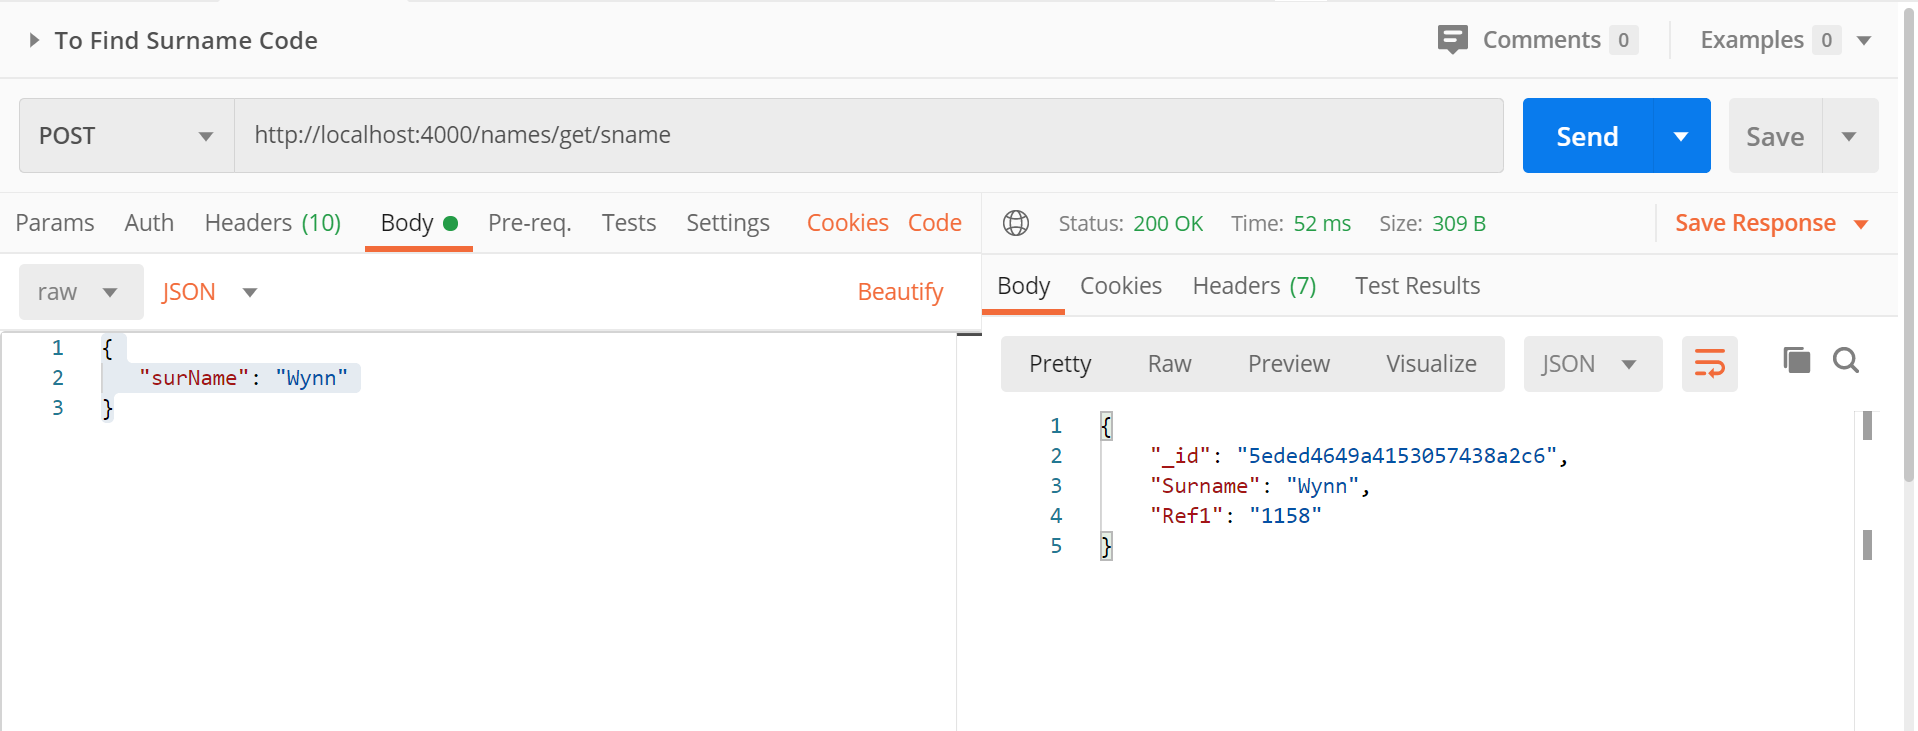 To Find Surname Code
Comments 0
Examples 0
POST
http://localhost:4000/names/get/sname
Send
Save
Params Auth Headers (10) Body Pre-req. Tests Settings Cookies Code
raw JSON Beautify
1 {
2 "surName": "Wynn"
3 }
Status: 200 OK Time: 52 ms Size: 309 B Save Response
Body Cookies Headers (7) Test Results
Pretty Raw Preview Visualize JSON
1 {
2 "_id": "5eded4649a4153057438a2c6",
3 "Surname": "Wynn",
4 "Ref1": "1158"
5 }